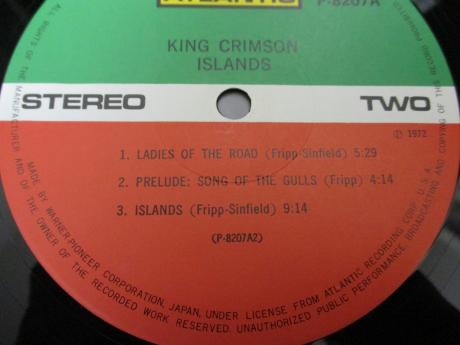 ATLANTIC
P-8207A
KING CRIMSON
ISLANDS
STEREO
TWO
℗ 1972
1. LADIES OF THE ROAD (Fripp-Sinfield) 5:29
2. PRELUDE: SONG OF THE GULLS (Fripp) 4:14
3. ISLANDS (Fripp-Sinfield) 9:14
(P-8207A2)
ALL RIGHTS OF THE MANUFACTURER AND OF THE OWNER OF THE RECORDED WORK RESERVED. UNAUTHORIZED PUBLIC PERFORMANCE BROADCASTING AND COPYING OF THIS RECORD PROHIBITED
MADE BY WARNER-PIONEER CORPORATION, JAPAN, UNDER LICENSE FROM ATLANTIC RECORDING CORP. U.S.A.